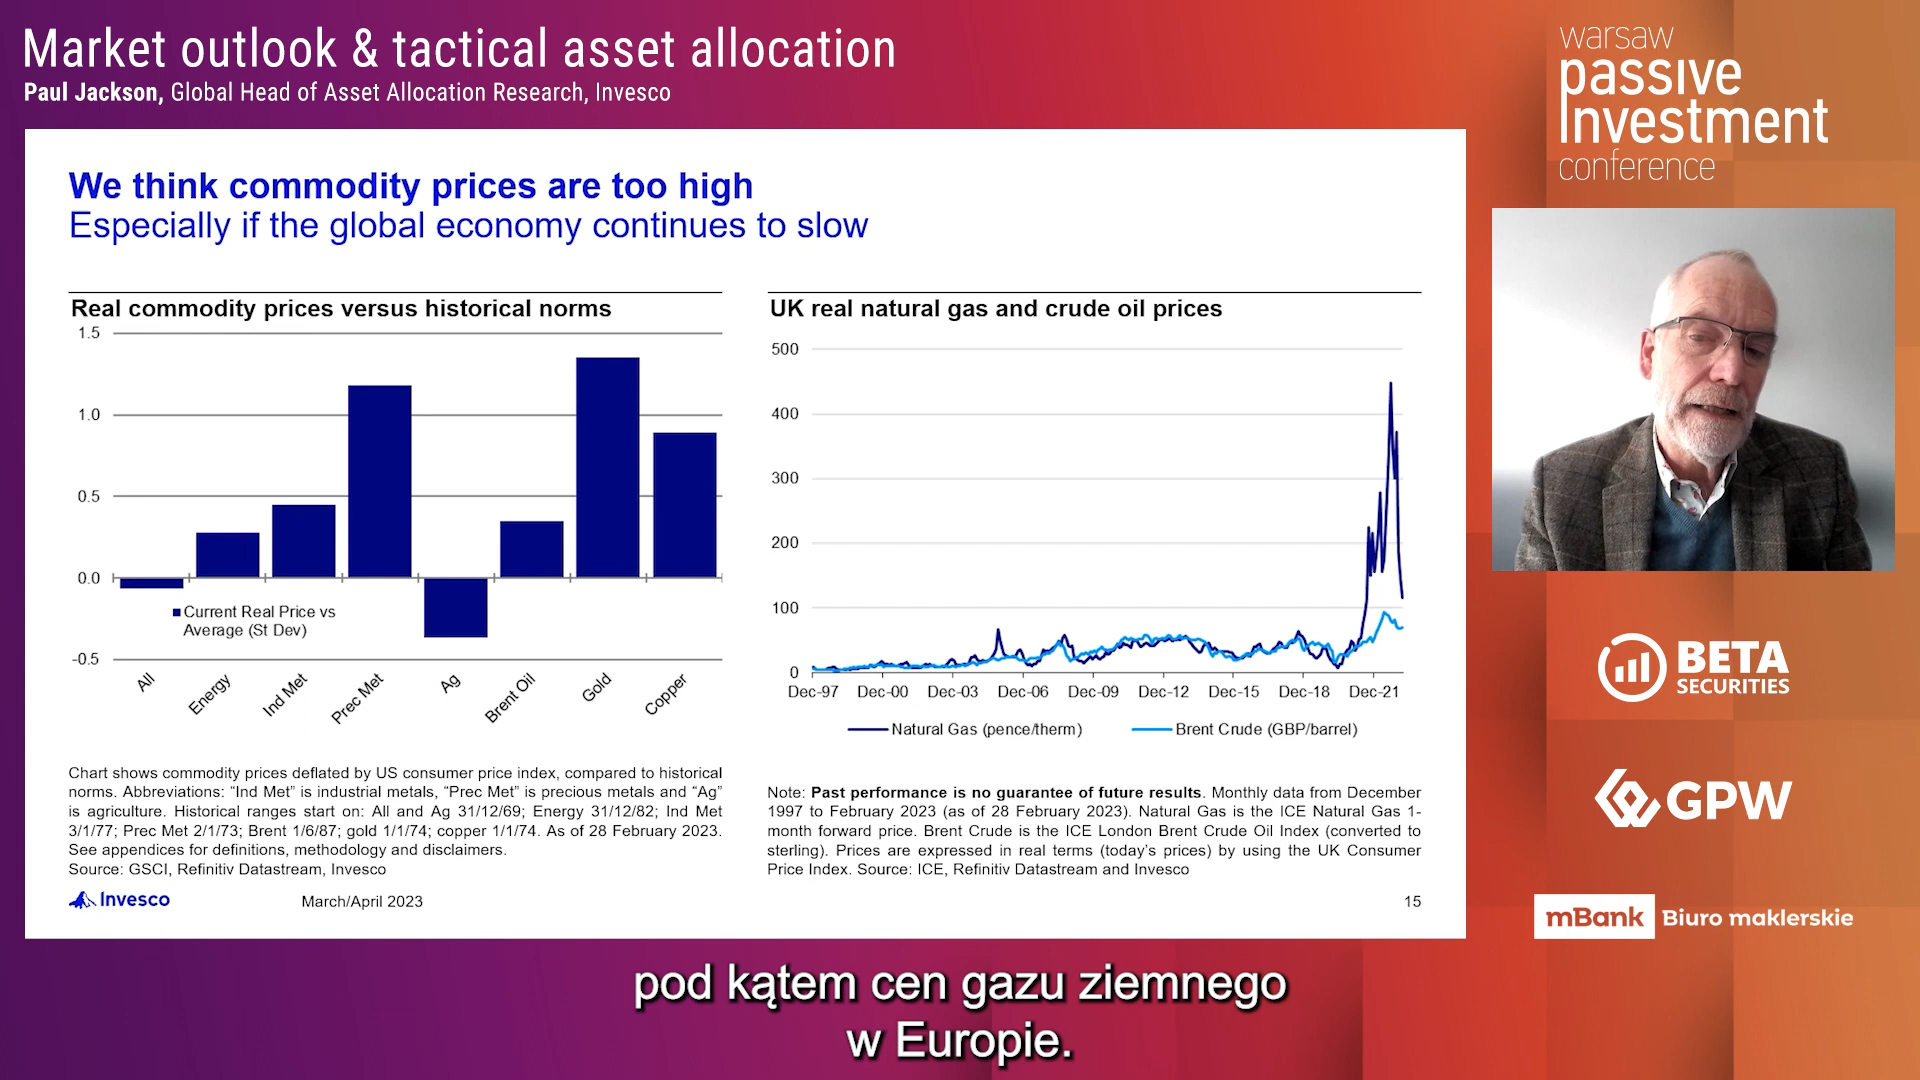 Market outlook & tactical asset allocation
Paul Jackson, Global Head of Asset Allocation Research, Invesco
warsaw
passive
Investment
conference
We think commodity prices are too high
Especially if the global economy continues to slow
Real commodity prices versus historical norms
1.5
1.0
0.5
0.0
-0.5
Current Real Price vs
Average (St Dev)
All
Energy
Ind Met
Prec Met
Ag
Brent Oil
Gold
Copper
Chart shows commodity prices deflated by US consumer price index, compared to historical
norms. Abbreviations: “Ind Met” is industrial metals, “Prec Met” is precious metals and “Ag”
is agriculture. Historical ranges start on: All and Ag 31/12/69; Energy 31/12/82; Ind Met
3/1/77; Prec Met 2/1/73; Brent 1/6/87; gold 1/1/74; copper 1/1/74. As of 28 February 2023.
See appendices for definitions, methodology and disclaimers.
Source: GSCI, Refinitiv Datastream, Invesco
UK real natural gas and crude oil prices
500
400
300
200
100
0
Dec-97 Dec-00 Dec-03 Dec-06 Dec-09 Dec-12 Dec-15 Dec-18 Dec-21
Natural Gas (pence/therm) Brent Crude (GBP/barrel)
Note: Past performance is no guarantee of future results. Monthly data from December
1997 to February 2023 (as of 28 February 2023). Natural Gas is the ICE Natural Gas 1-
month forward price. Brent Crude is the ICE London Brent Crude Oil Index (converted to
sterling). Prices are expressed in real terms (today’s prices) by using the UK Consumer
Price Index. Source: ICE, Refinitiv Datastream and Invesco
Invesco
March/April 2023
15
BETA
SECURITIES
GPW
mBank Biuro maklerskie
pod kątem cen gazu ziemnego
w Europie.